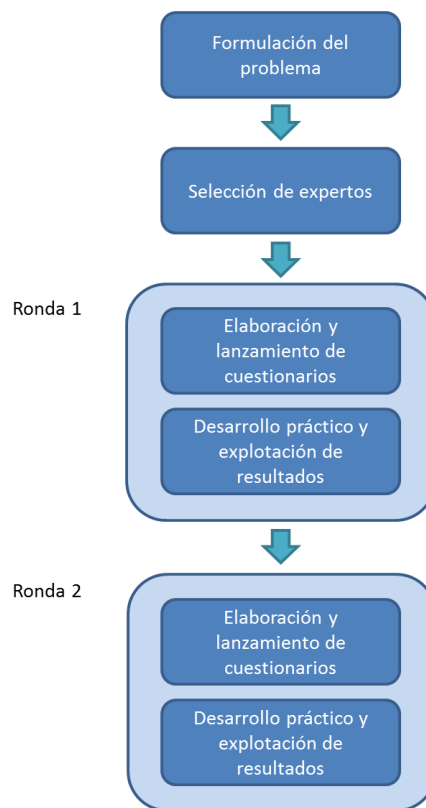 Formulación del
problema
Selección de expertos
Ronda 1
Elaboración y
lanzamiento de
cuestionarios
Desarrollo práctico y
explotación de
resultados
Ronda 2
Elaboración y
lanzamiento de
cuestionarios
Desarrollo práctico y
explotación de
resultados